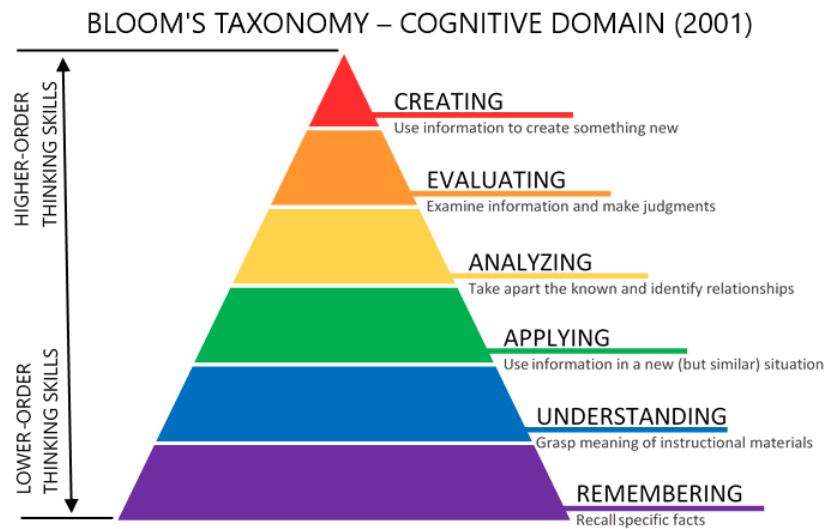 BLOOM'S TAXONOMY – COGNITIVE DOMAIN (2001)
HIGHER-ORDER
THINKING SKILLS
CREATING
Use information to create something new
EVALUATING
Examine information and make judgments
ANALYZING
Take apart the known and identify relationships
APPLYING
Use information in a new (but similar) situation
LOWER-ORDER
THINKING SKILLS
UNDERSTANDING
Grasp meaning of instructional materials
REMEMBERING
Recall specific facts